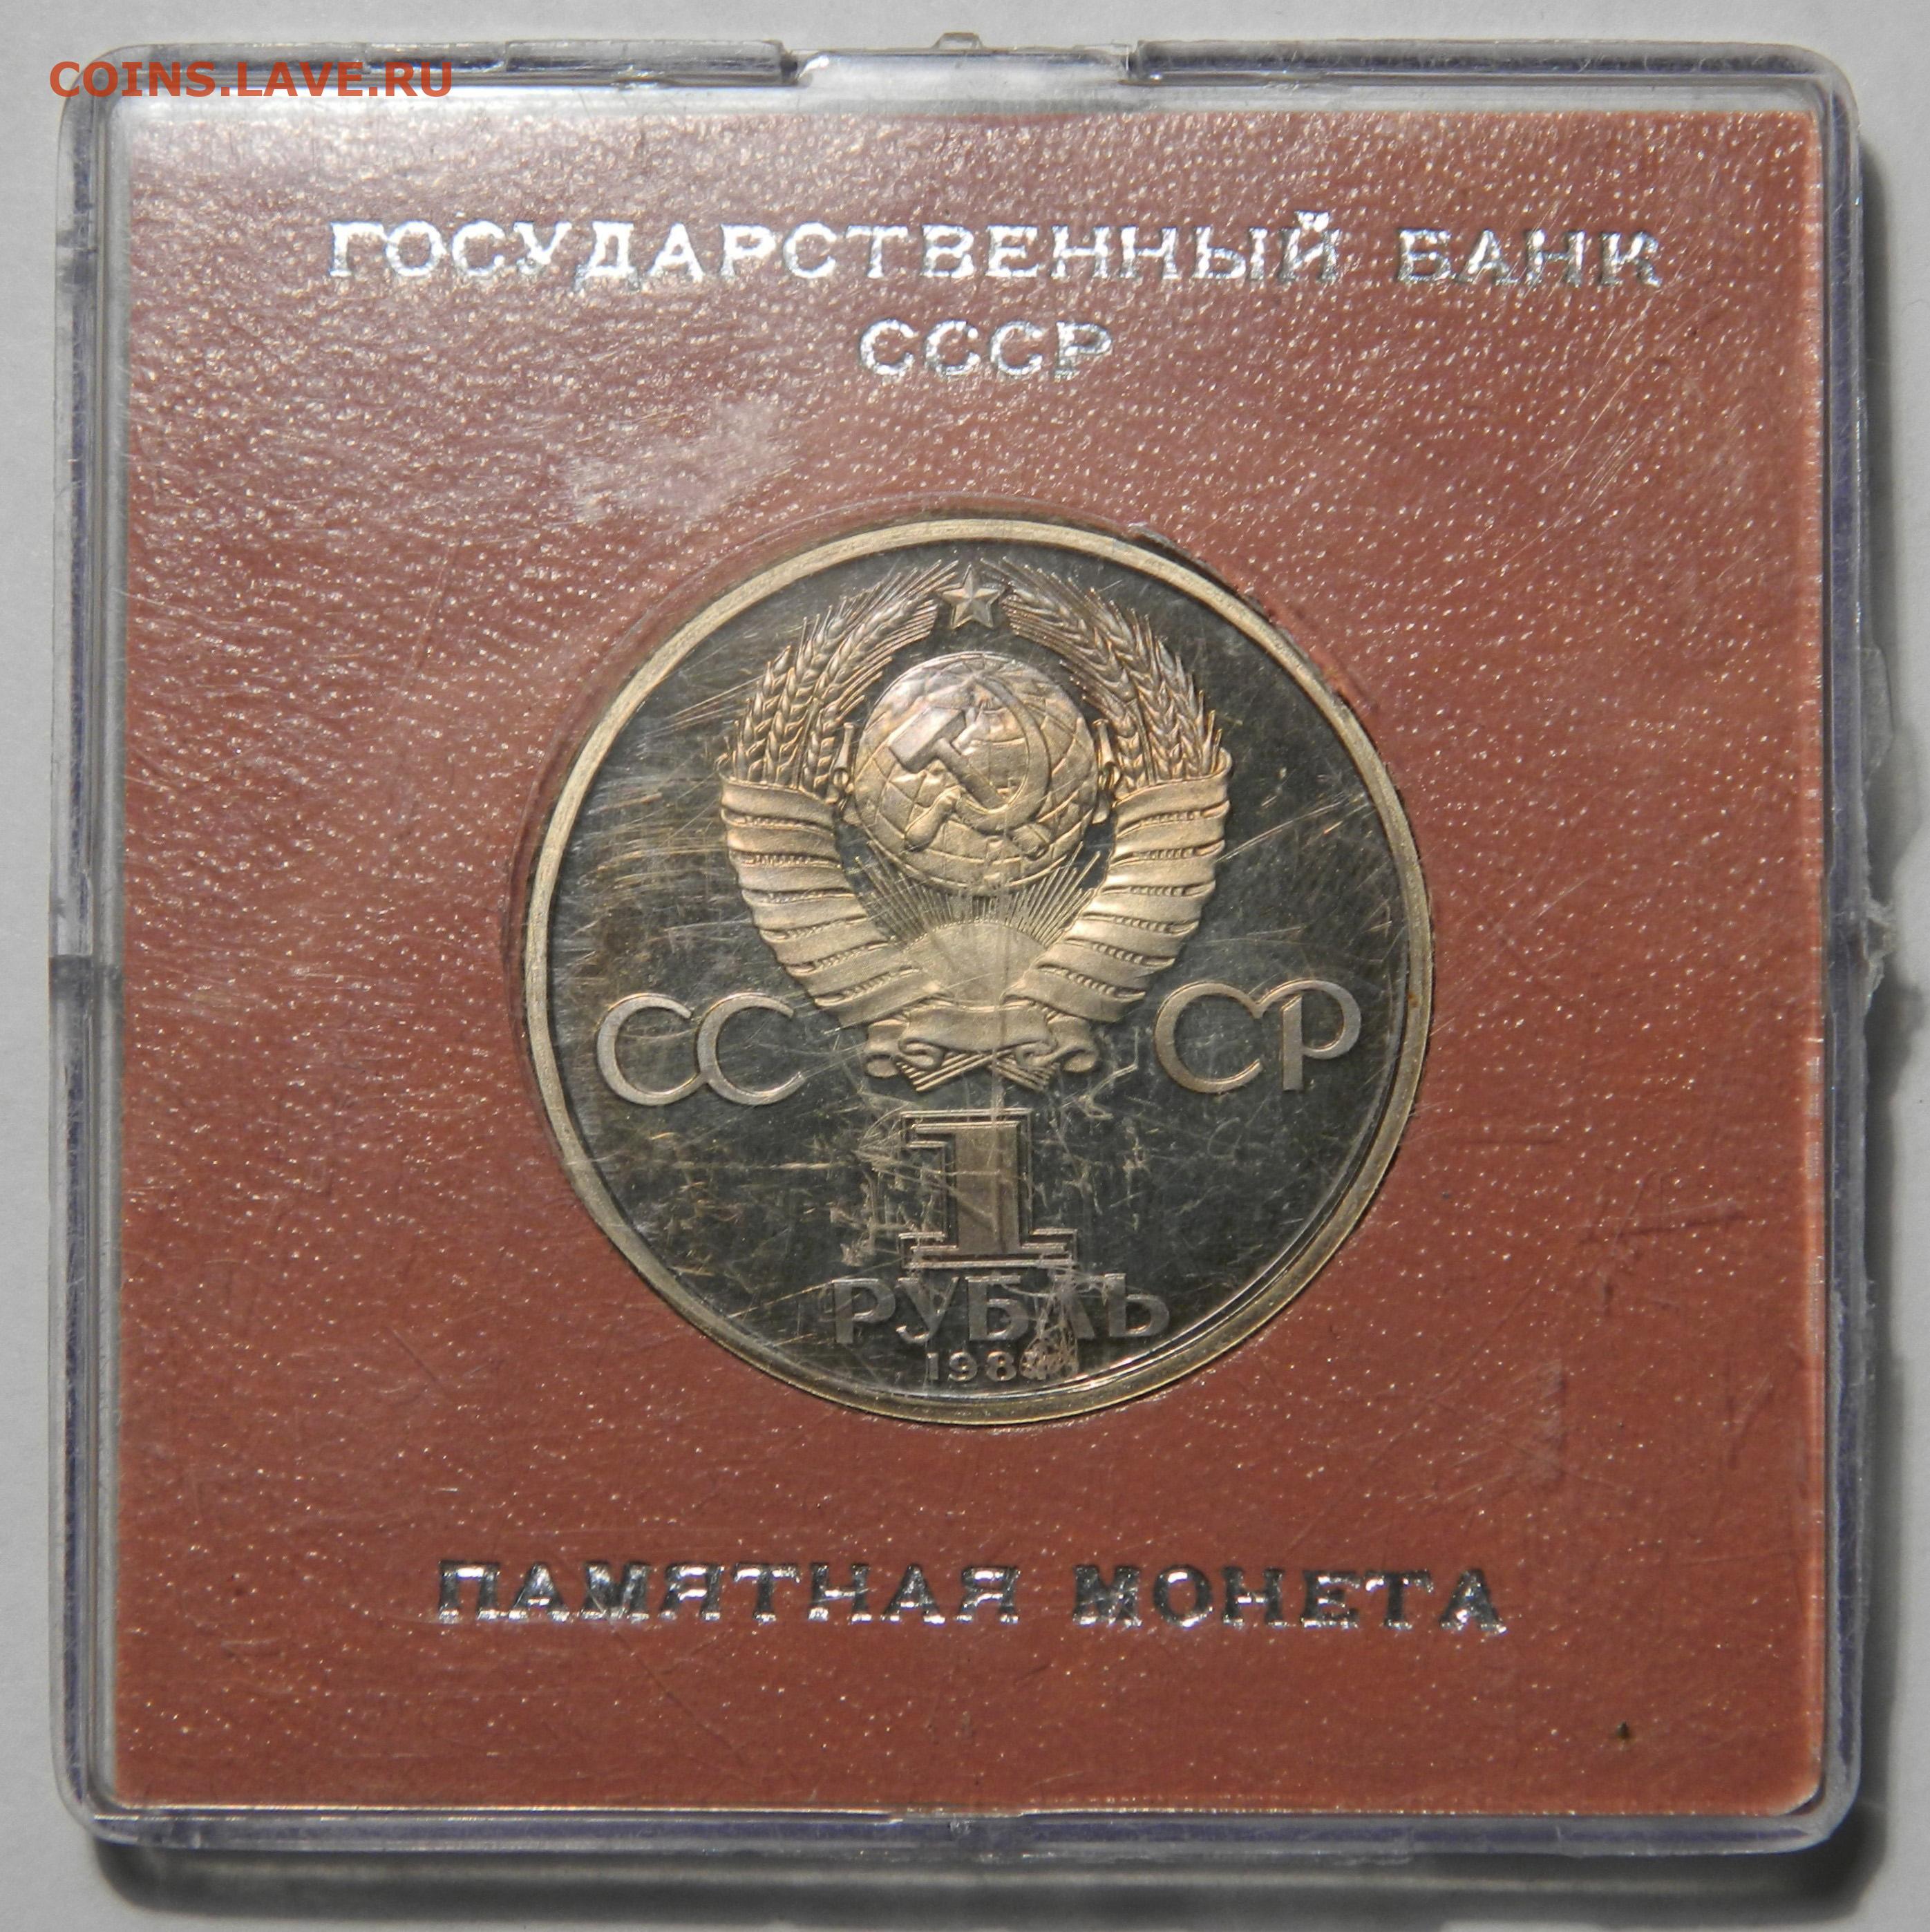 COINS.LAVE.RU
ГОСУДАРСТВЕННЫЙ БАНК
СССР
СС СР
1
РУБЛЬ
ПАМЯТНАЯ МОНЕТА